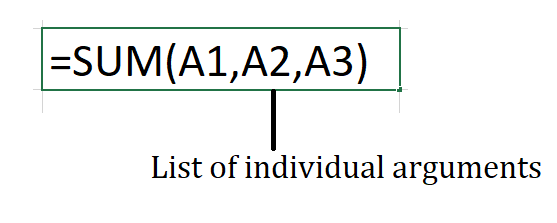 =SUM(A1,A2,A3)
List of individual arguments